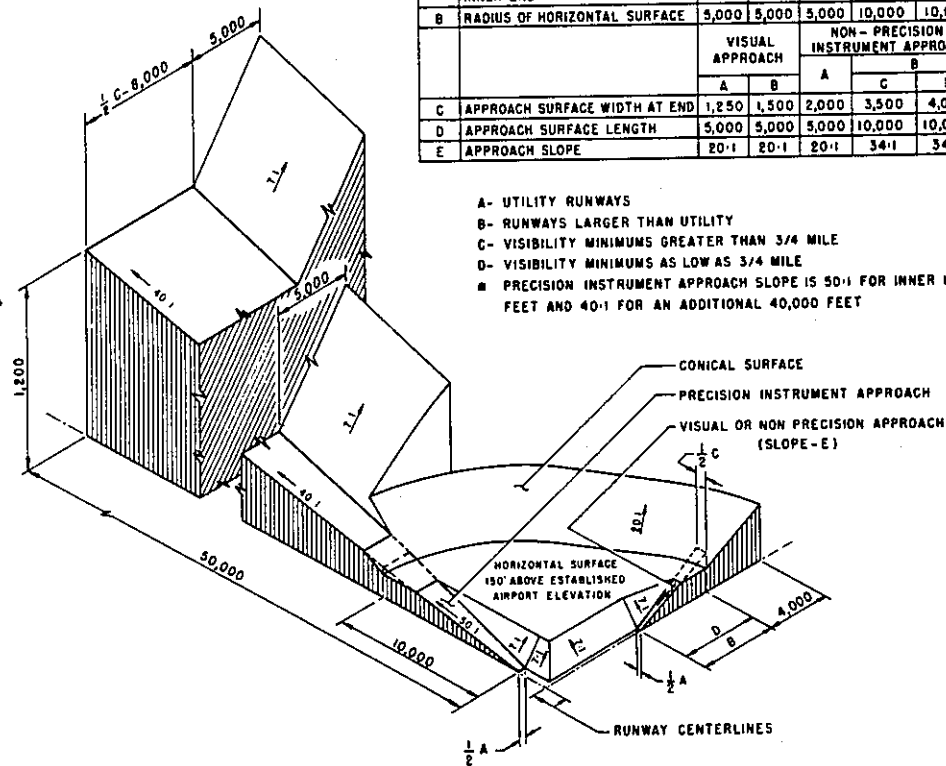 B RADIUS OF HORIZONTAL SURFACE 5,000 5,000 5,000 10,000
VISUAL APPROACH
NON-PRECISION INSTRUMENT
A B A B
C
C APPROACH SURFACE WIDTH AT END 1,250 1,500 2,000 3,500
D APPROACH SURFACE LENGTH 5,000 5,000 5,000 10,000
E APPROACH SLOPE 20:1 20:1 20:1 34:1
A- UTILITY RUNWAYS
B- RUNWAYS LARGER THAN UTILITY
C- VISIBILITY MINIMUMS GREATER THAN 3/4 MILE
D- VISIBILITY MINIMUMS AS LOW AS 3/4 MILE
PRECISION INSTRUMENT APPROACH SLOPE IS 50:1 FOR INNER
FEET AND 40:1 FOR AN ADDITIONAL 40,000 FEET
5,000
1/2 C-8,000
7:1
40:1
1,200
5,000
7:1
40:1
CONICAL SURFACE
PRECISION INSTRUMENT APPROACH
VISUAL OR NON PRECISION APPROACH
(SLOPE-E)
1/2 C
20:1
HORIZONTAL SURFACE
150' ABOVE ESTABLISHED
AIRPORT ELEVATION
50,000
50:1
10,000
7:1
7:1
7:1
7:1
4,000
D
B
1/2 A
RUNWAY CENTERLINES
1/2 A